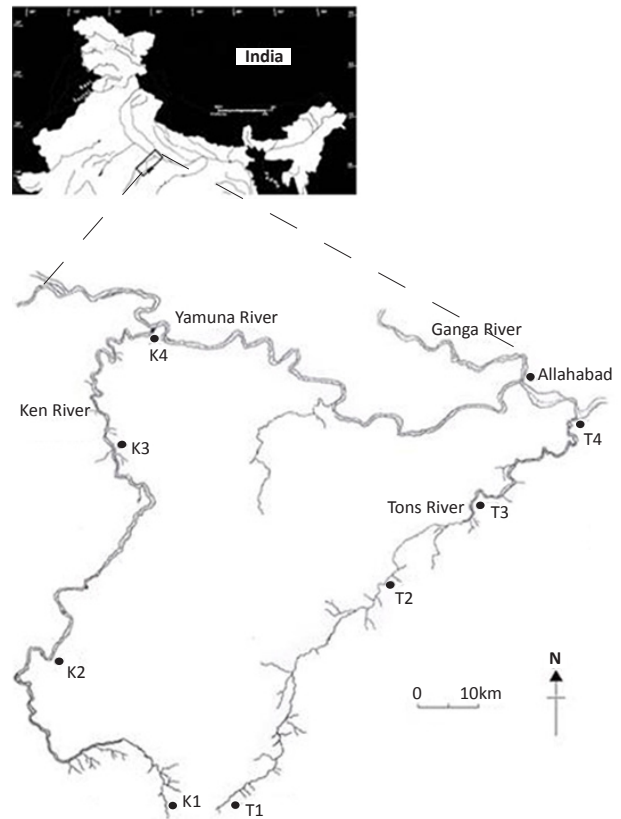 India
Yamuna River
Ganga River
K4
Allahabad
Ken River
T4
K3
Tons River
T3
T2
K2
N
0 10km
K1
T1